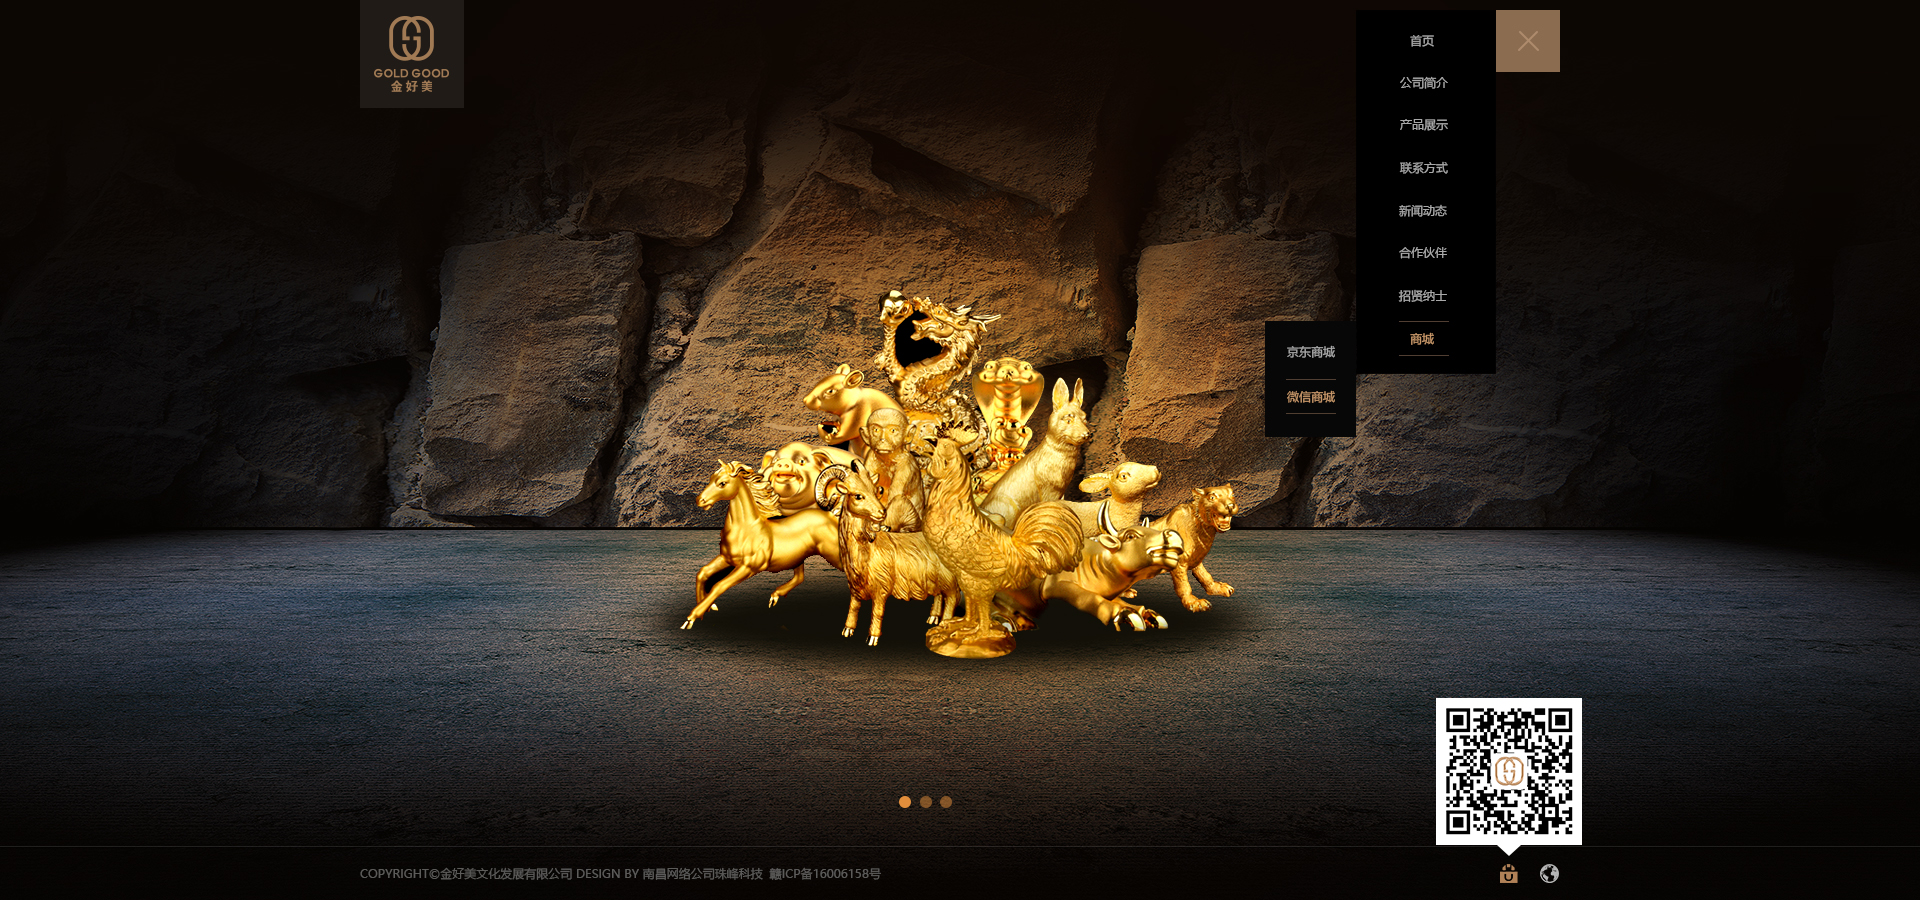 GOLD GOOD
金好美
首页
公司简介
产品展示
联系方式
新闻动态
合作伙伴
招贤纳士
商城
京东商城
微信商城
COPYRIGHT©金好美文化发展有限公司 DESIGN BY 南昌网络公司珠峰科技 赣ICP备16006158号